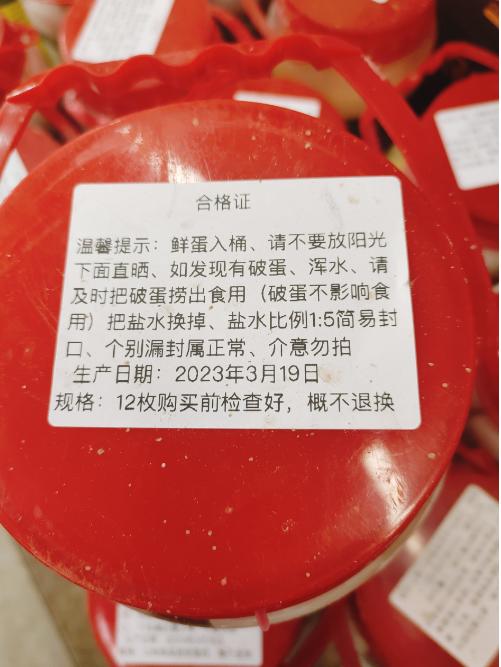 合格证
温馨提示：鲜蛋入桶、请不要放阳光
下面直晒、如发现有破蛋、浑水、请
及时把破蛋捞出食用（破蛋不影响食
用）把盐水换掉、盐水比例1:5简易封
口、个别漏封属正常、介意勿拍
生产日期：2023年3月19日
规格：12枚购买前检查好，概不退换